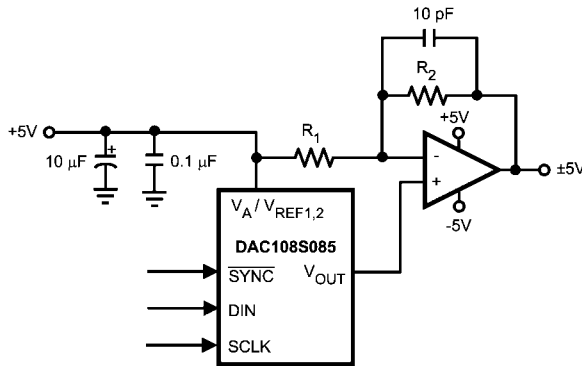 10 pF
R2
+5V
R1
+5V
+
10 µF
0.1 µF
-
+
±5V
-5V
VA / VREF1,2
DAC108S085
SYNC
VOUT
DIN
SCLK